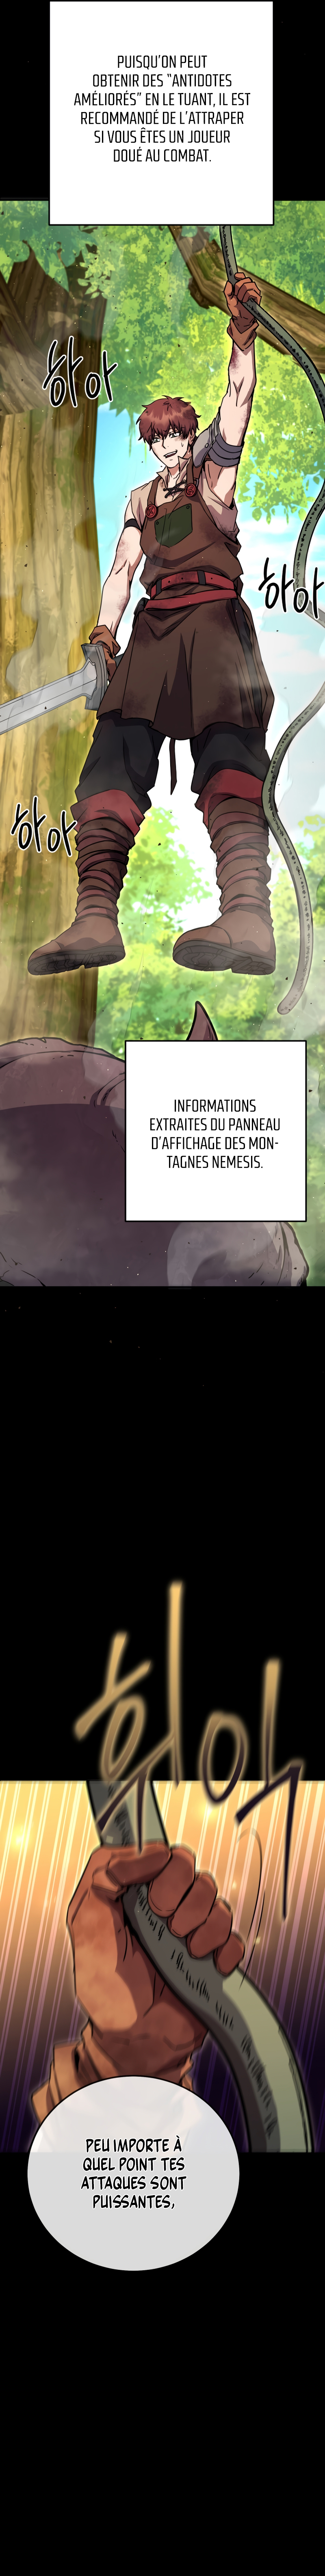 PUISQU'ON PEUT
OBTENIR DES "ANTIDOTES
AMÉLIORÉS" EN LE TUANT, IL EST
RECOMMANDÉ DE L'ATTRAPER
SI VOUS ÊTES UN JOUEUR
DOUÉ AU COMBAT.
하아
하아
하아
INFORMATIONS
EXTRAITES DU PANNEAU
D'AFFICHAGE DES MON-
TAGNES NEMESIS.
PEU IMPORTE À
QUEL POINT TES
ATTAQUES SONT
PUISSANTES,